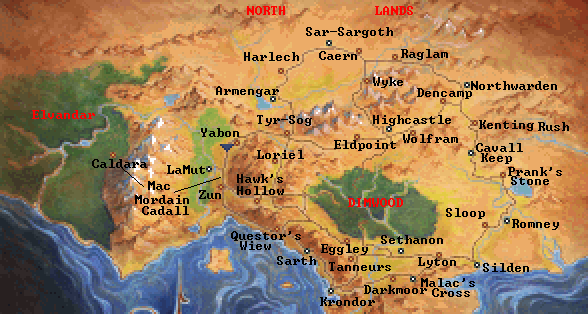 NORTH
LANDS
Sar-Sargoth
Harlech
Caern
Raglam
Wyke
Northwarden
Armengar
Dencamp
Elvandar
Tyr-Sog
Highcastle
Kenting Rush
Yabon
Eldpoint
Wolfram
Cavall
Keep
Caldara
LaMut
Loriel
Prank's
Stone
Mac
Mordain
Cadall
Zun
Hawk's
Hollow
DIMWOOD
Sloop
Romney
Questor's
Wiew
Sarth
Eggley
Sethanon
Tanneurs
Lyton
Silden
Krondor
Darkmoor
Malac's
Cross